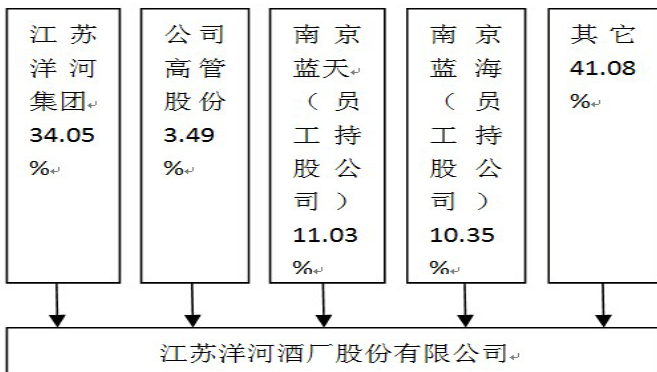 江苏
洋河
集团
34.05
%
公司
高管
股份
3.49
%
南京
蓝天
（员
工持
股公
司）
11.03
%
南京
蓝海
（员
工持
股公
司）
10.35
%
其它
41.08
%
江苏洋河酒厂股份有限公司